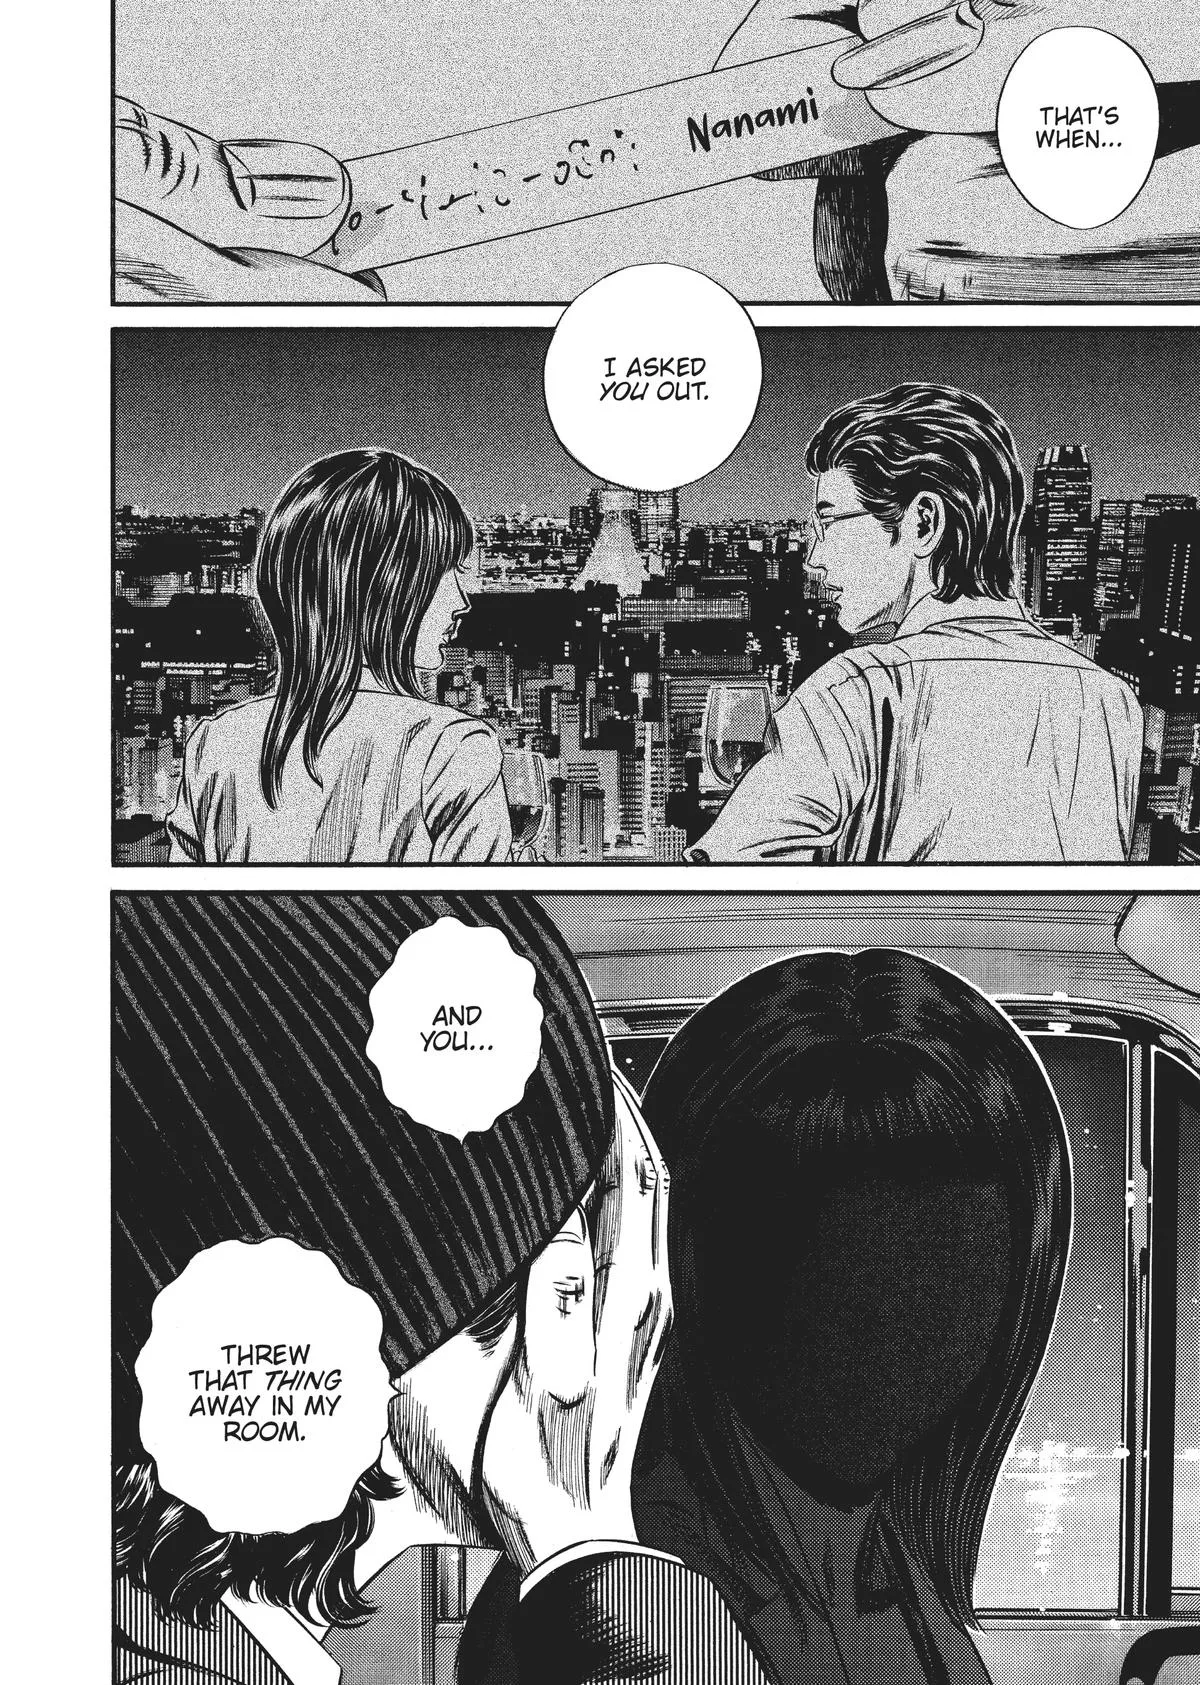 THAT'S
WHEN...
Nanami
I ASKED
YOU OUT.
AND
YOU...
THREW
THAT THING
AWAY IN MY
ROOM.